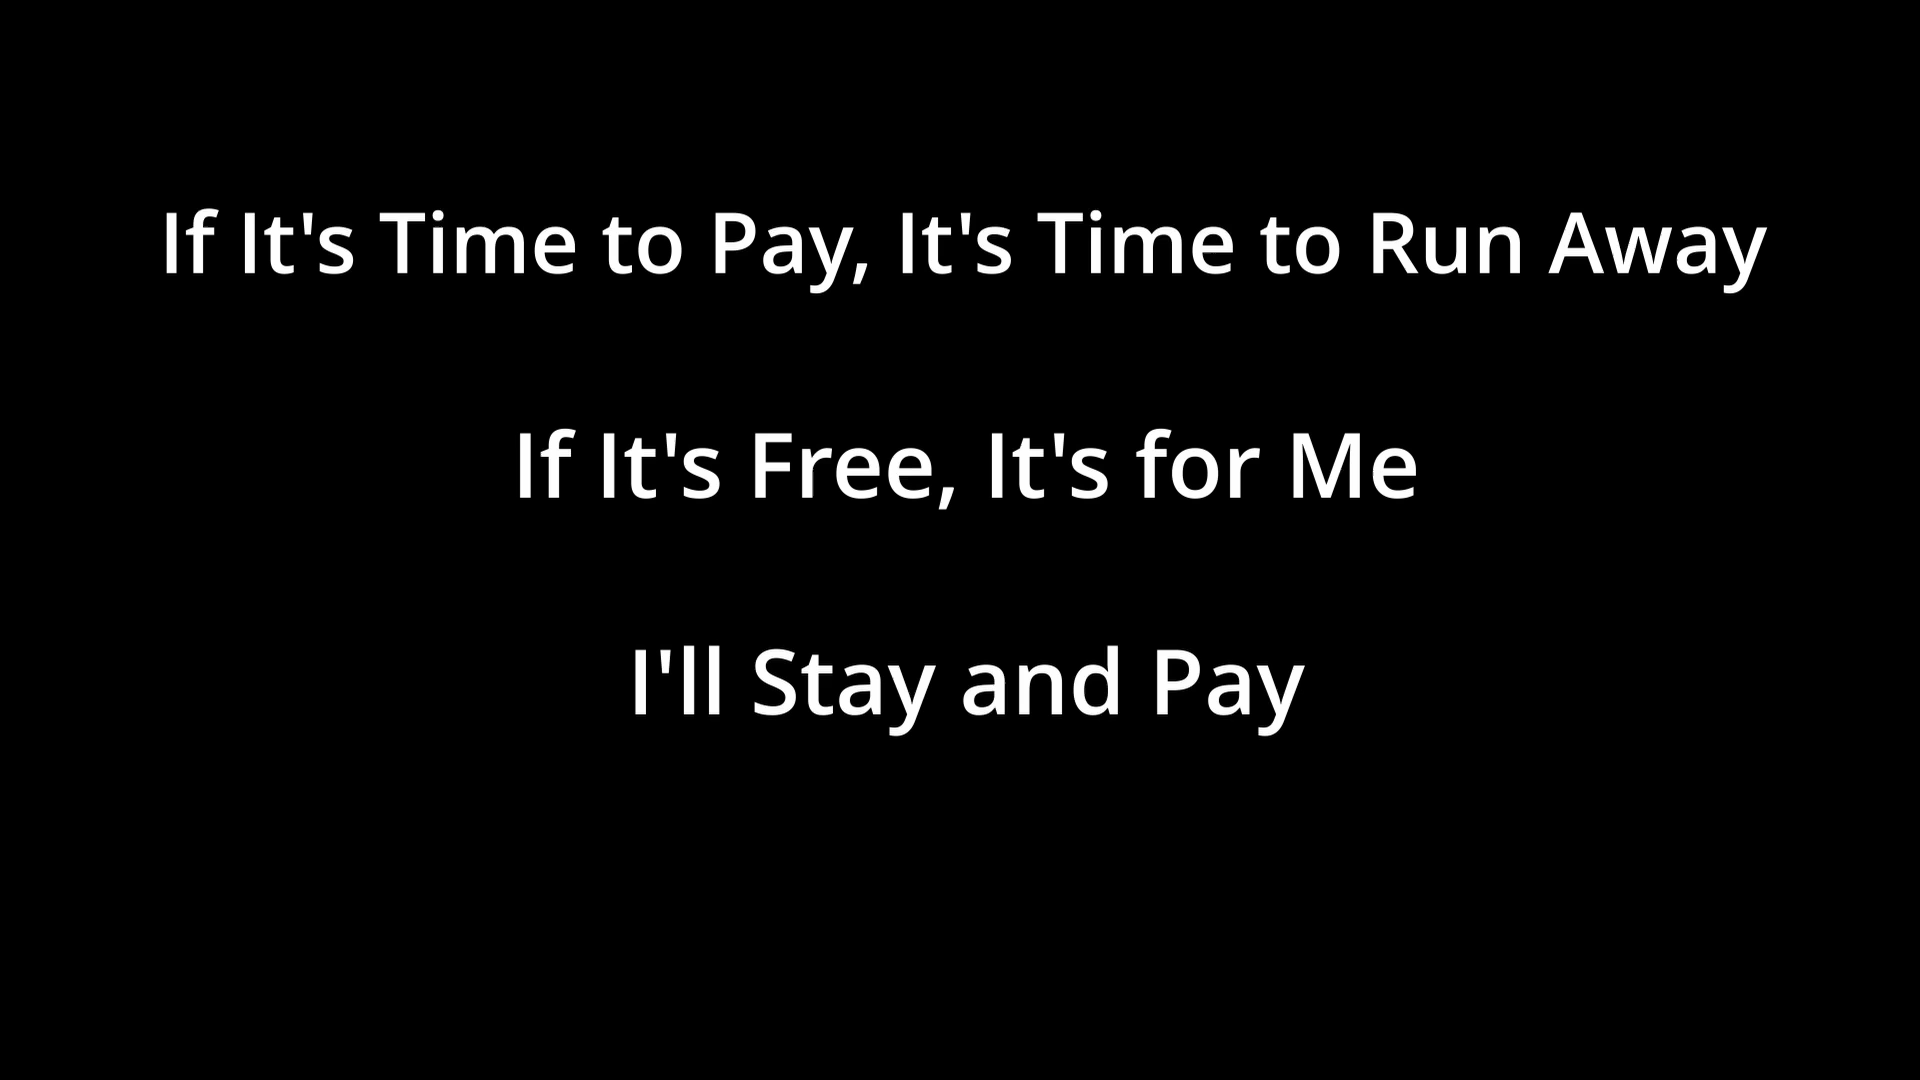 If It's Time to Pay, It's Time to Run Away
If It's Free, It's for Me
I'll Stay and Pay